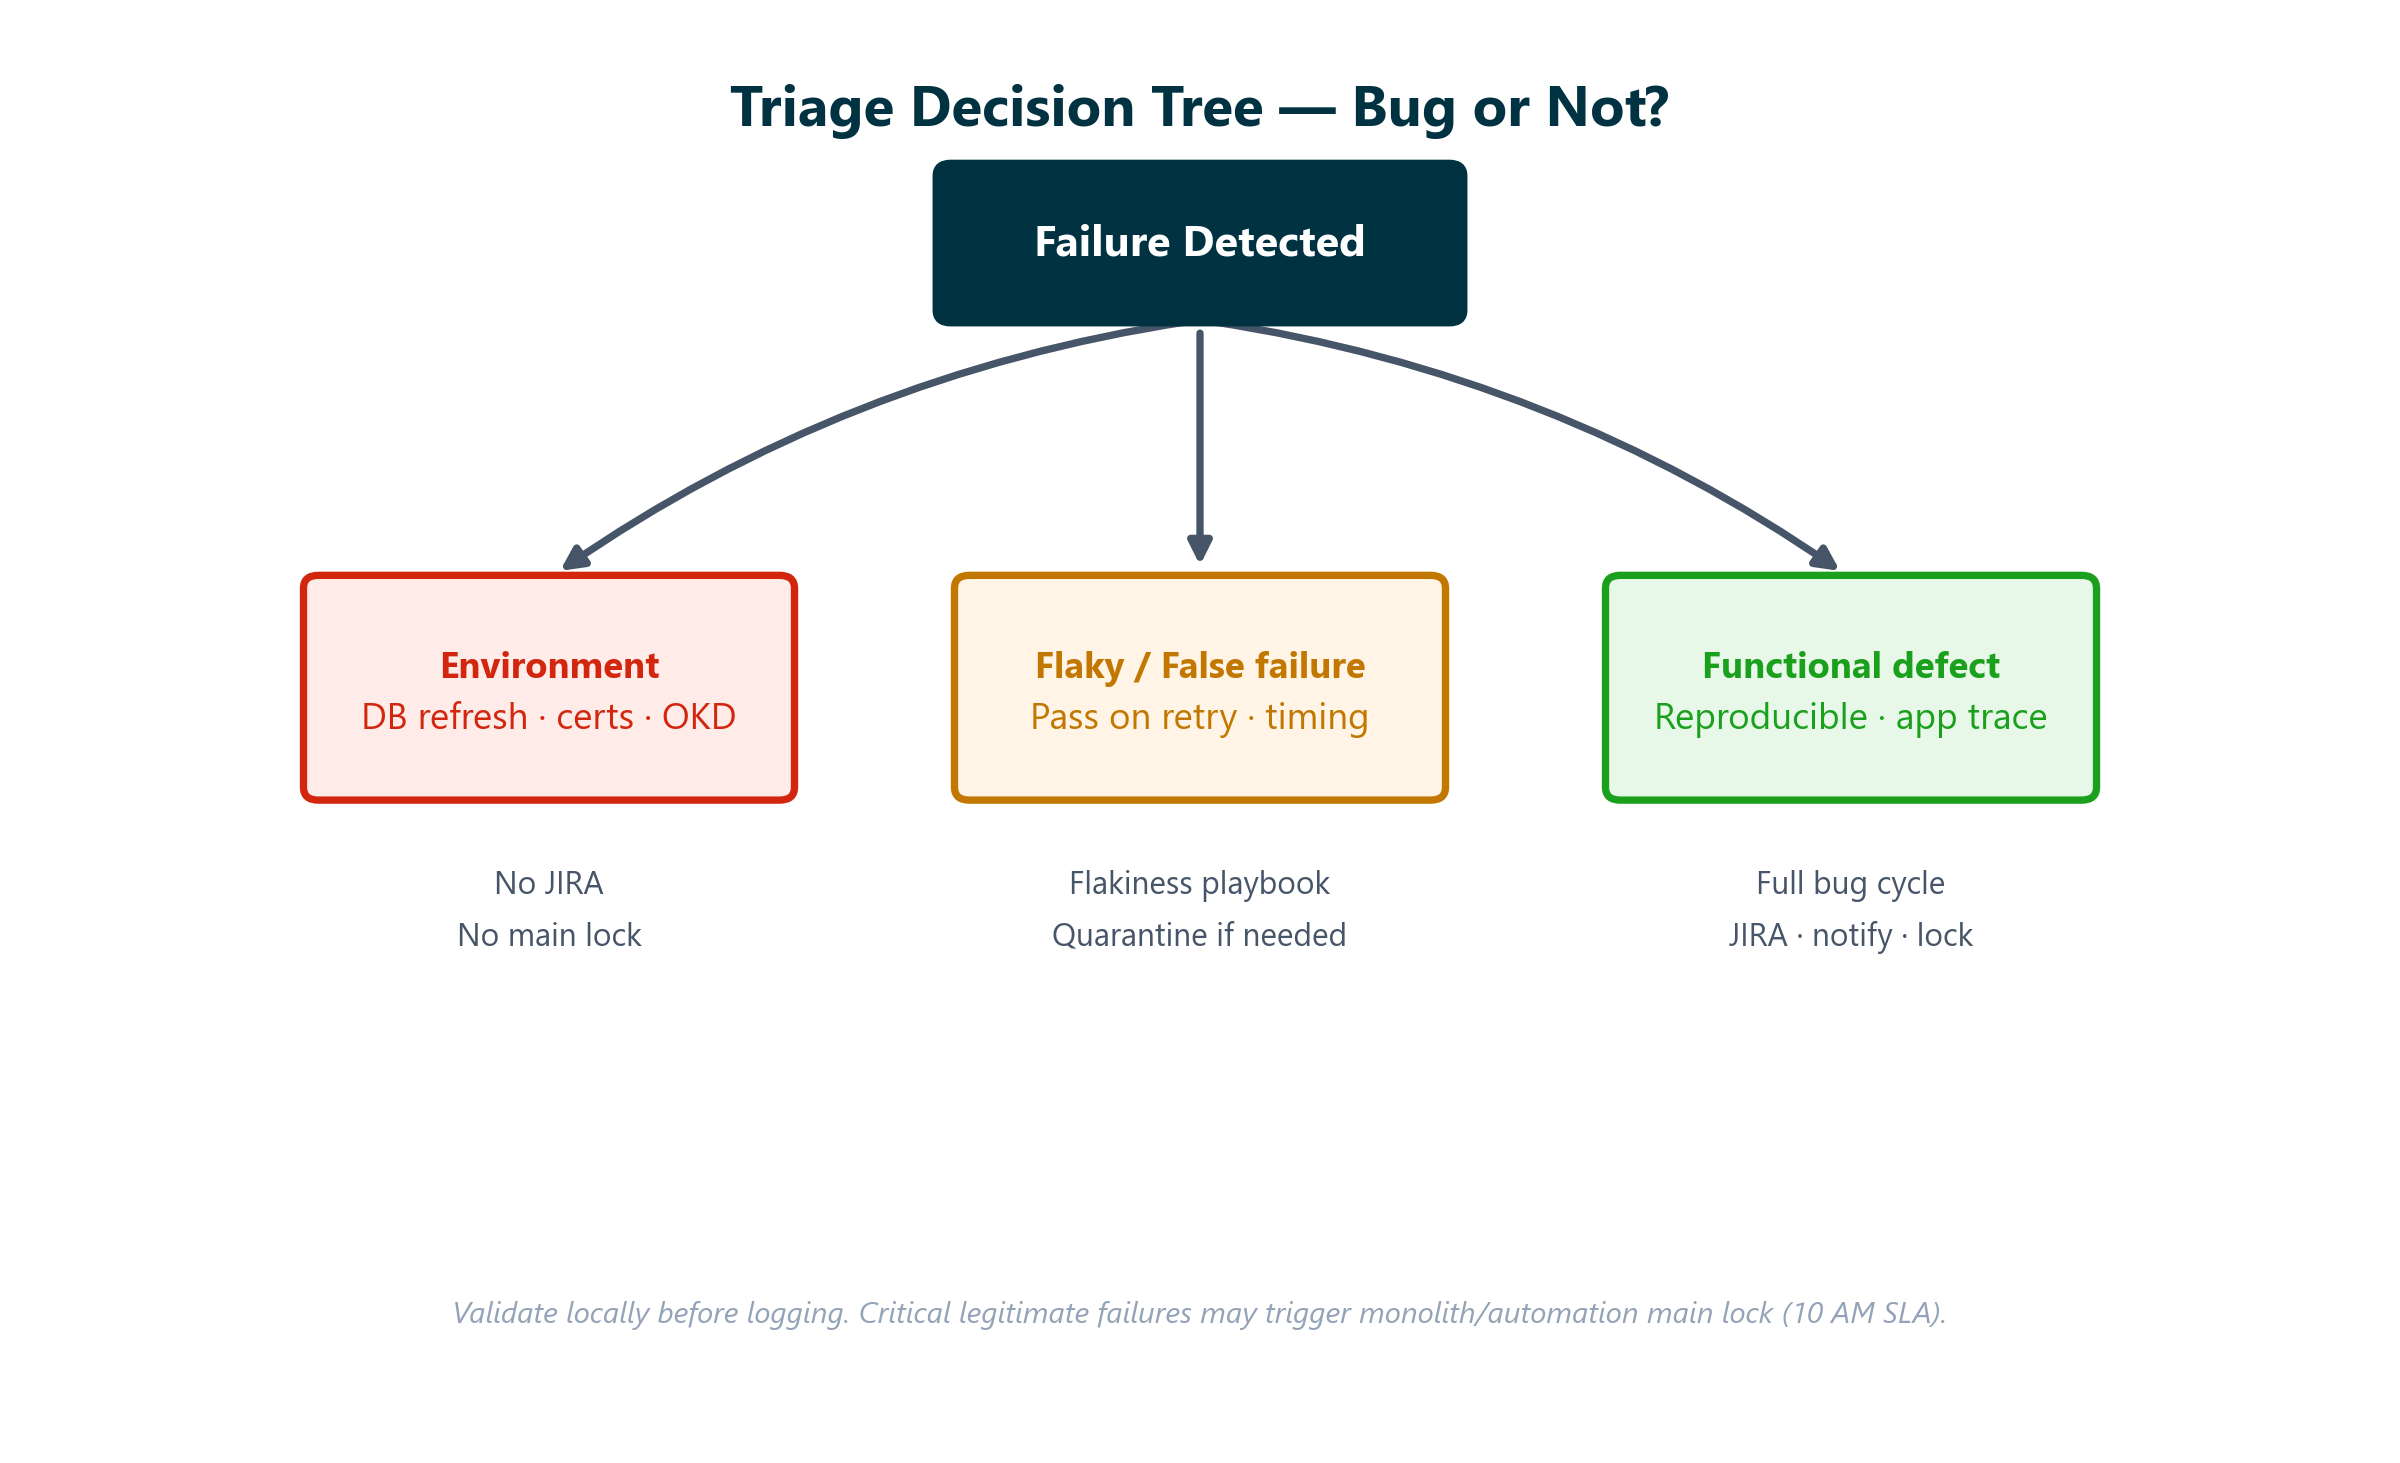 Triage Decision Tree — Bug or Not?
Failure Detected
Environment
DB refresh · certs · OKD
Flaky / False failure
Pass on retry · timing
Functional defect
Reproducible · app trace
No JIRA
No main lock
Flakiness playbook
Quarantine if needed
Full bug cycle
JIRA · notify · lock
Validate locally before logging. Critical legitimate failures may trigger monolith/automation main lock (10 AM SLA).